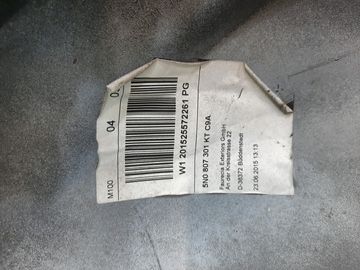 04 0
M100
W1 201525572261 PG
5N0 807 301 KT C9A
Faurecia Exteriors GmbH
An der Kreisstrasse 22
D-38372 Büddenstedt
23.06.2015 13:13